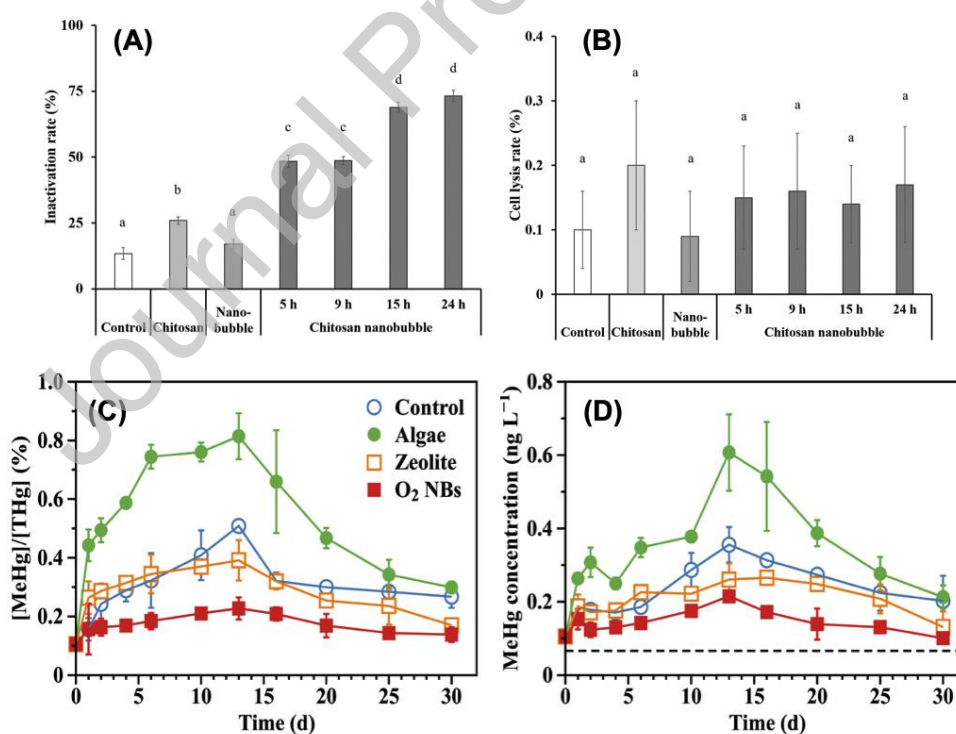 Journal Pro
(A)
Inactivation rate (%)
100
75
50
25
0
a
b
a
c
c
d
d
5 h
9 h
15 h
24 h
Control
Chitosan
Nano-
bubble
Chitosan nanobubble
(B)
Cell lysis rate (%)
0.4
0.3
0.2
0.1
0.0
a
a
a
a
a
a
a
5 h
9 h
15 h
24 h
Control
Chitosan
Nano-
bubble
Chitosan nanobubble
(C)
[MeHg]/[THg] (%)
1.0
0.8
0.6
0.4
0.2
0
Control
Algae
Zeolite
O₂ NBs
0 5 10 15 20 25 30
Time (d)
(D)
MeHg concentration (ng L⁻¹)
0.8
0.6
0.4
0.2
0
0 5 10 15 20 25 30
Time (d)